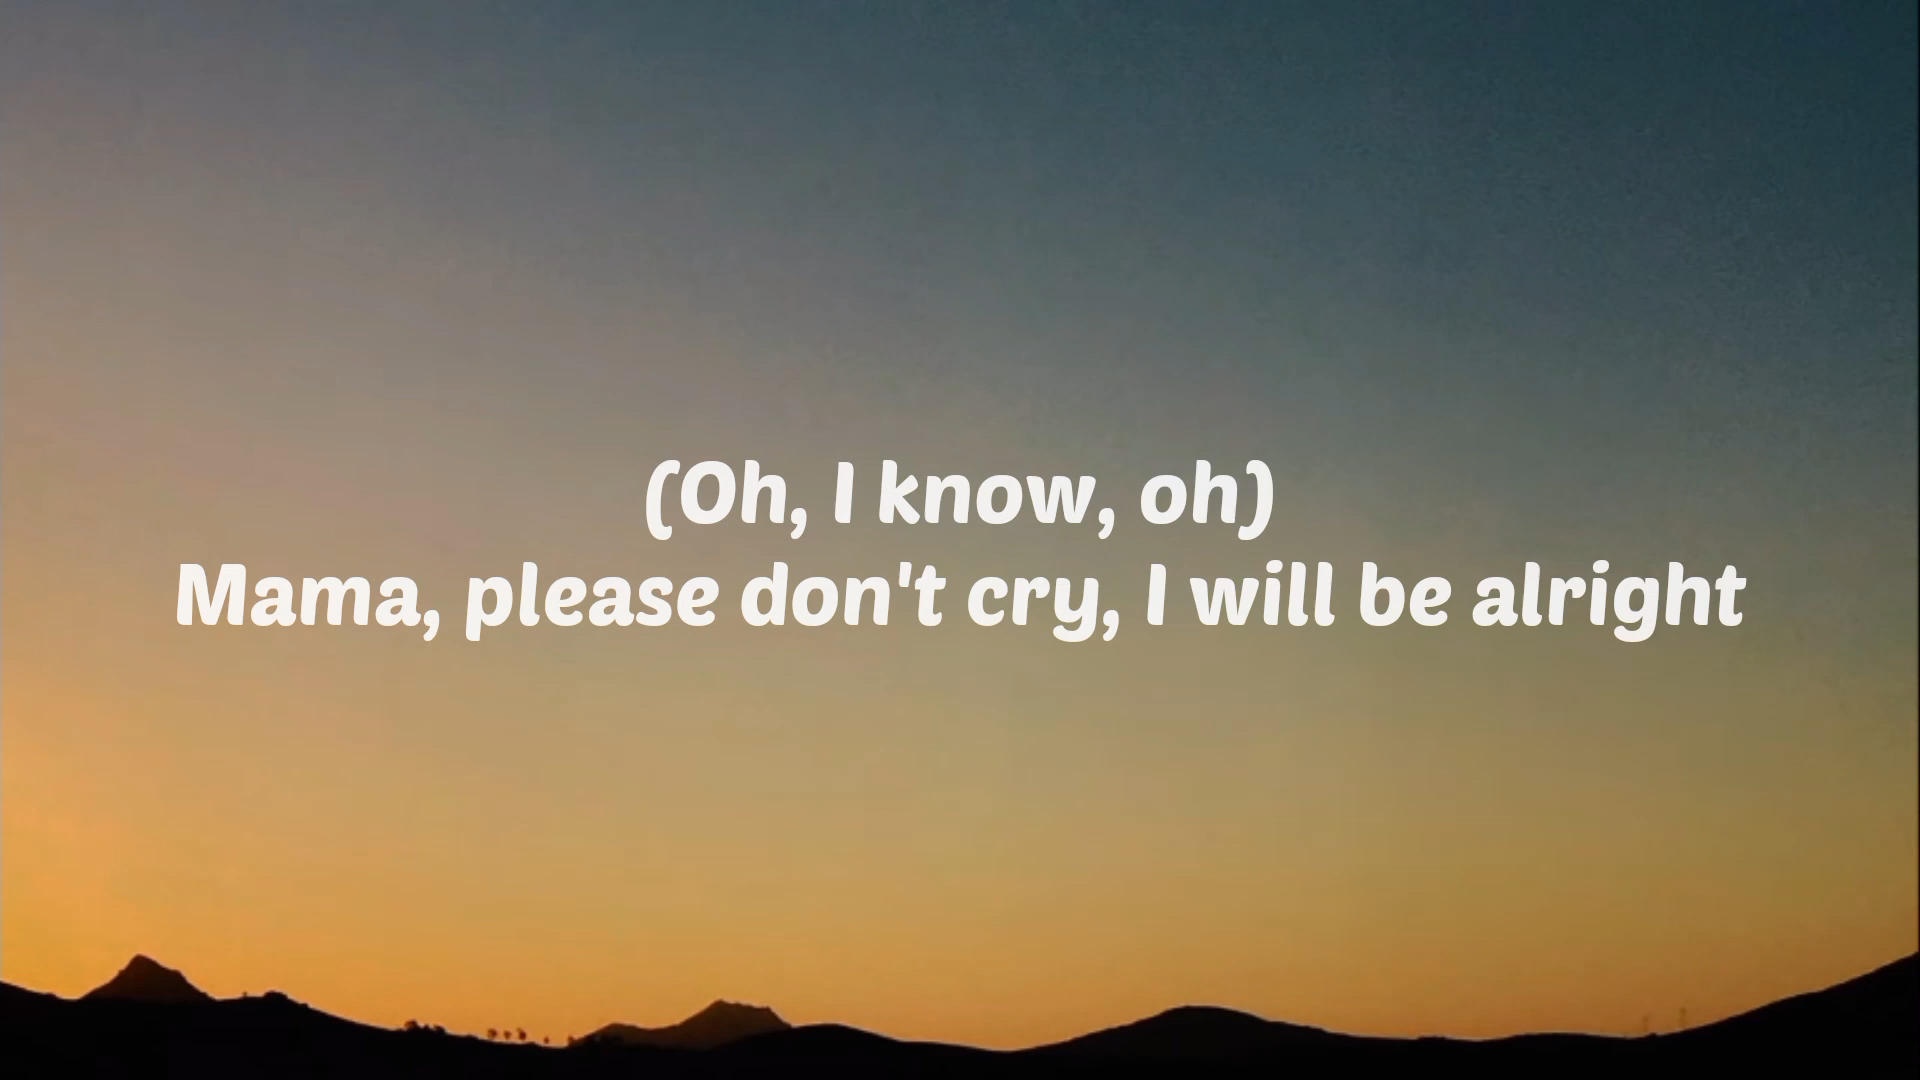 (Oh, I know, oh)
Mama, please don't cry, I will be alright